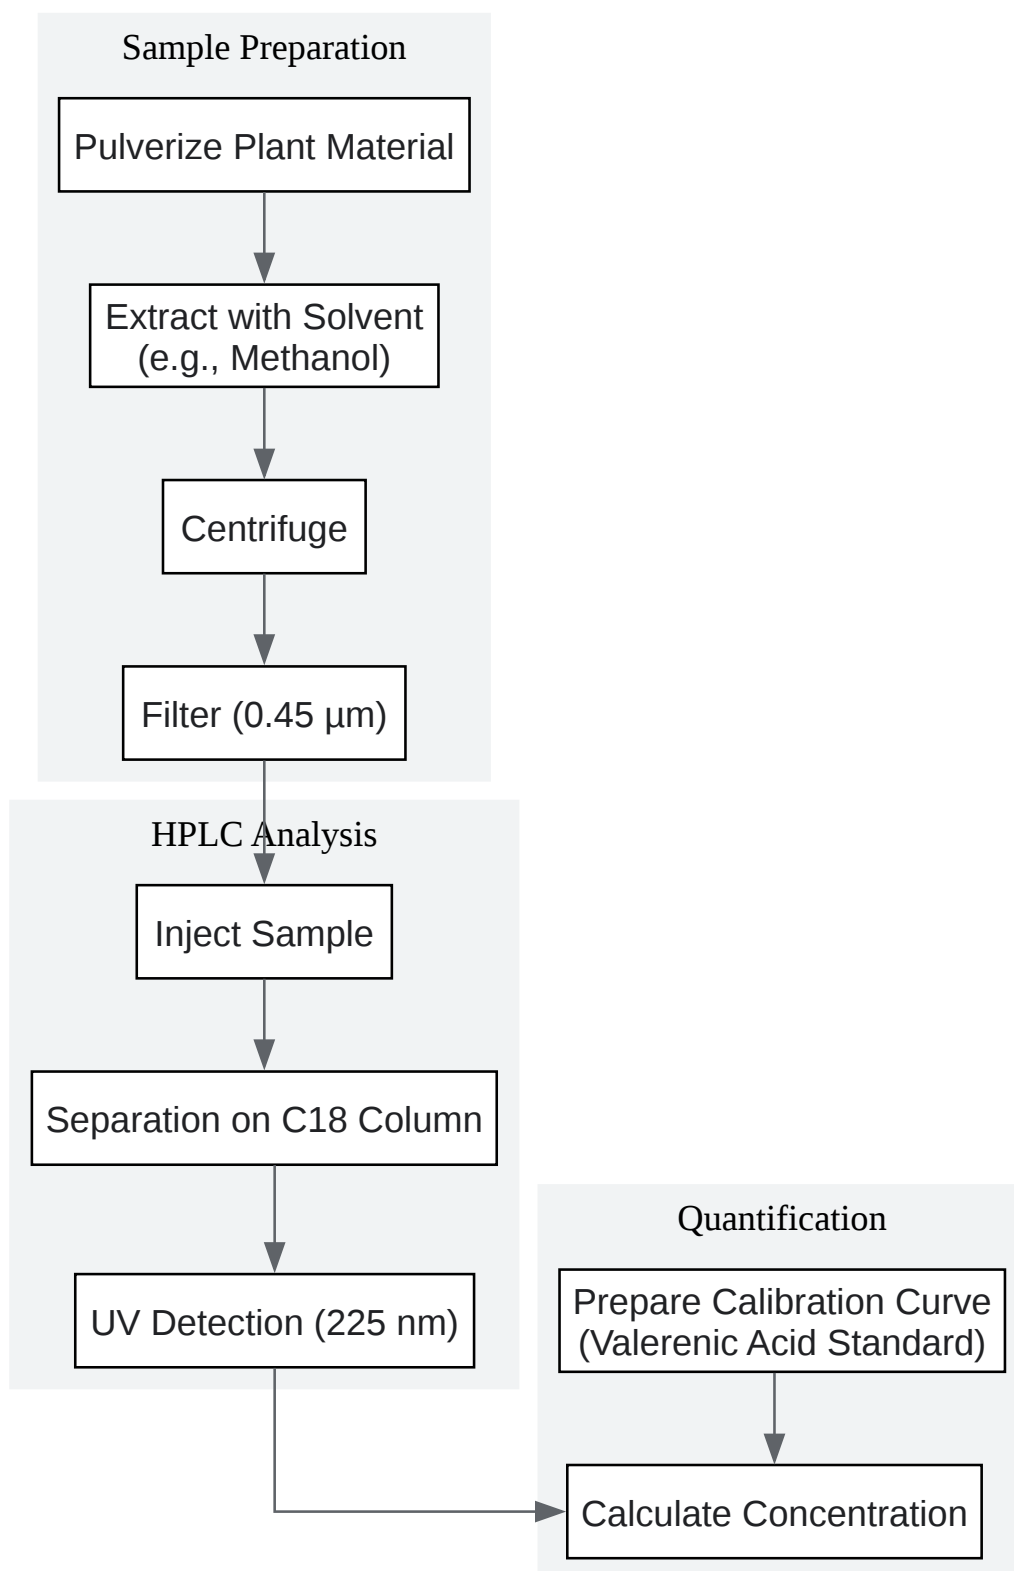 Sample Preparation
Pulverize Plant Material
Extract with Solvent
(e.g., Methanol)
Centrifuge
Filter (0.45 µm)
HPLC Analysis
Inject Sample
Separation on C18 Column
UV Detection (225 nm)
Quantification
Prepare Calibration Curve
(Valerenic Acid Standard)
Calculate Concentration